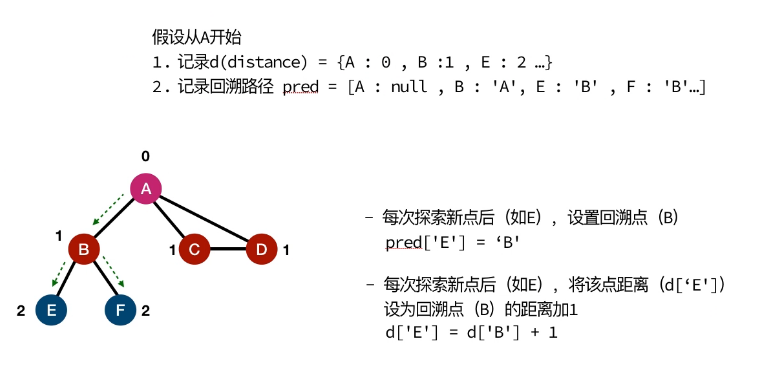 假设从A开始
1. 记录d(distance) = {A : 0 , B :1 , E : 2 …}
2. 记录回溯路径 pred = [A : null , B : 'A', E : 'B' , F : 'B'…]
0
A
1
B
1
C
D
1
2
E
F
2
- 每次探索新点后（如E），设置回溯点（B）
pred['E'] = ‘B'
- 每次探索新点后（如E），将该点距离（d[‘E']）
设为回溯点（B）的距离加1
d['E'] = d['B'] + 1